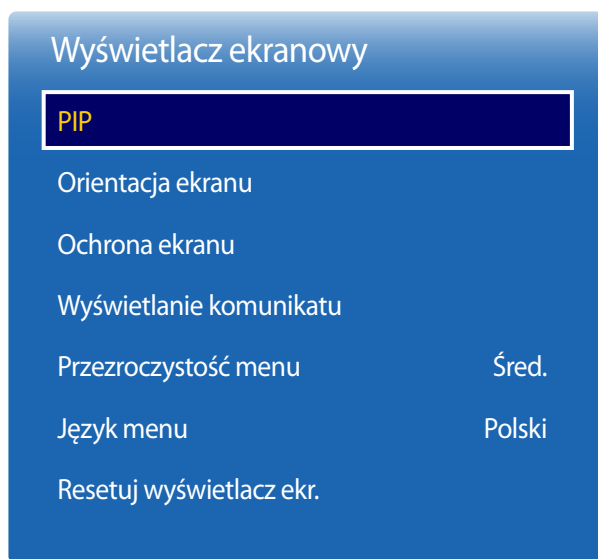 Wyświetlacz ekranowy
PIP
Orientacja ekranu
Ochrona ekranu
Wyświetlanie komunikatu
Przezroczystość menu Śred.
Język menu Polski
Resetuj wyświetlacz ekr.